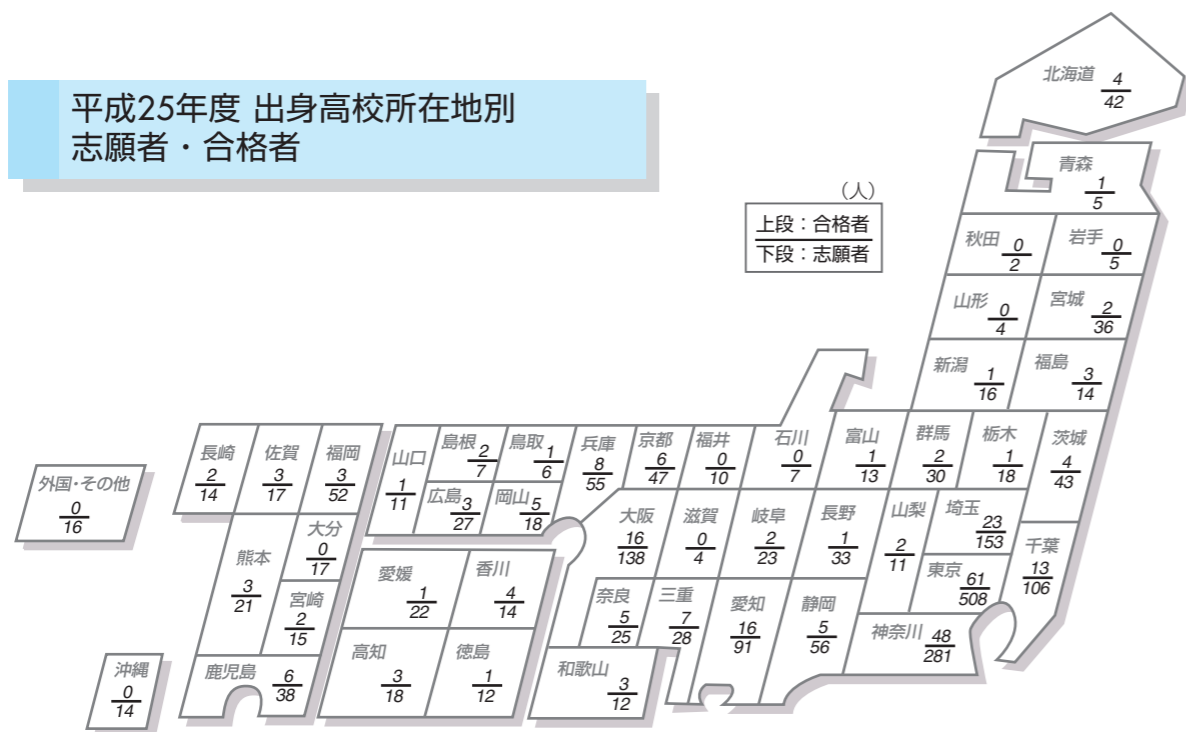 平成25年度 出身高校所在地別
志願者・合格者
(人)
上段:合格者
下段:志願者
北海道 4/42
青森 1/5
秋田 0/2
岩手 0/5
山形 0/4
宮城 2/36
新潟 1/16
福島 3/14
長崎 2/14
佐賀 3/17
福岡 3/52
山口 1/11
島根 2/7
鳥取 1/6
兵庫 8/55
京都 6/47
福井 0/10
石川 0/7
富山 1/13
群馬 2/30
栃木 1/18
茨城 4/43
外国・その他 0/16
広島 3/27
岡山 5/18
大阪 16/138
滋賀 0/4
岐阜 2/23
長野 1/33
山梨 2/11
埼玉 23/153
千葉 13/106
東京 61/508
熊本 3/21
大分 0/17
宮崎 2/15
愛媛 1/22
香川 4/14
奈良 5/25
三重 7/28
愛知 16/91
静岡 5/56
神奈川 48/281
沖縄 0/14
鹿児島 6/38
高知 3/18
徳島 1/12
和歌山 3/12